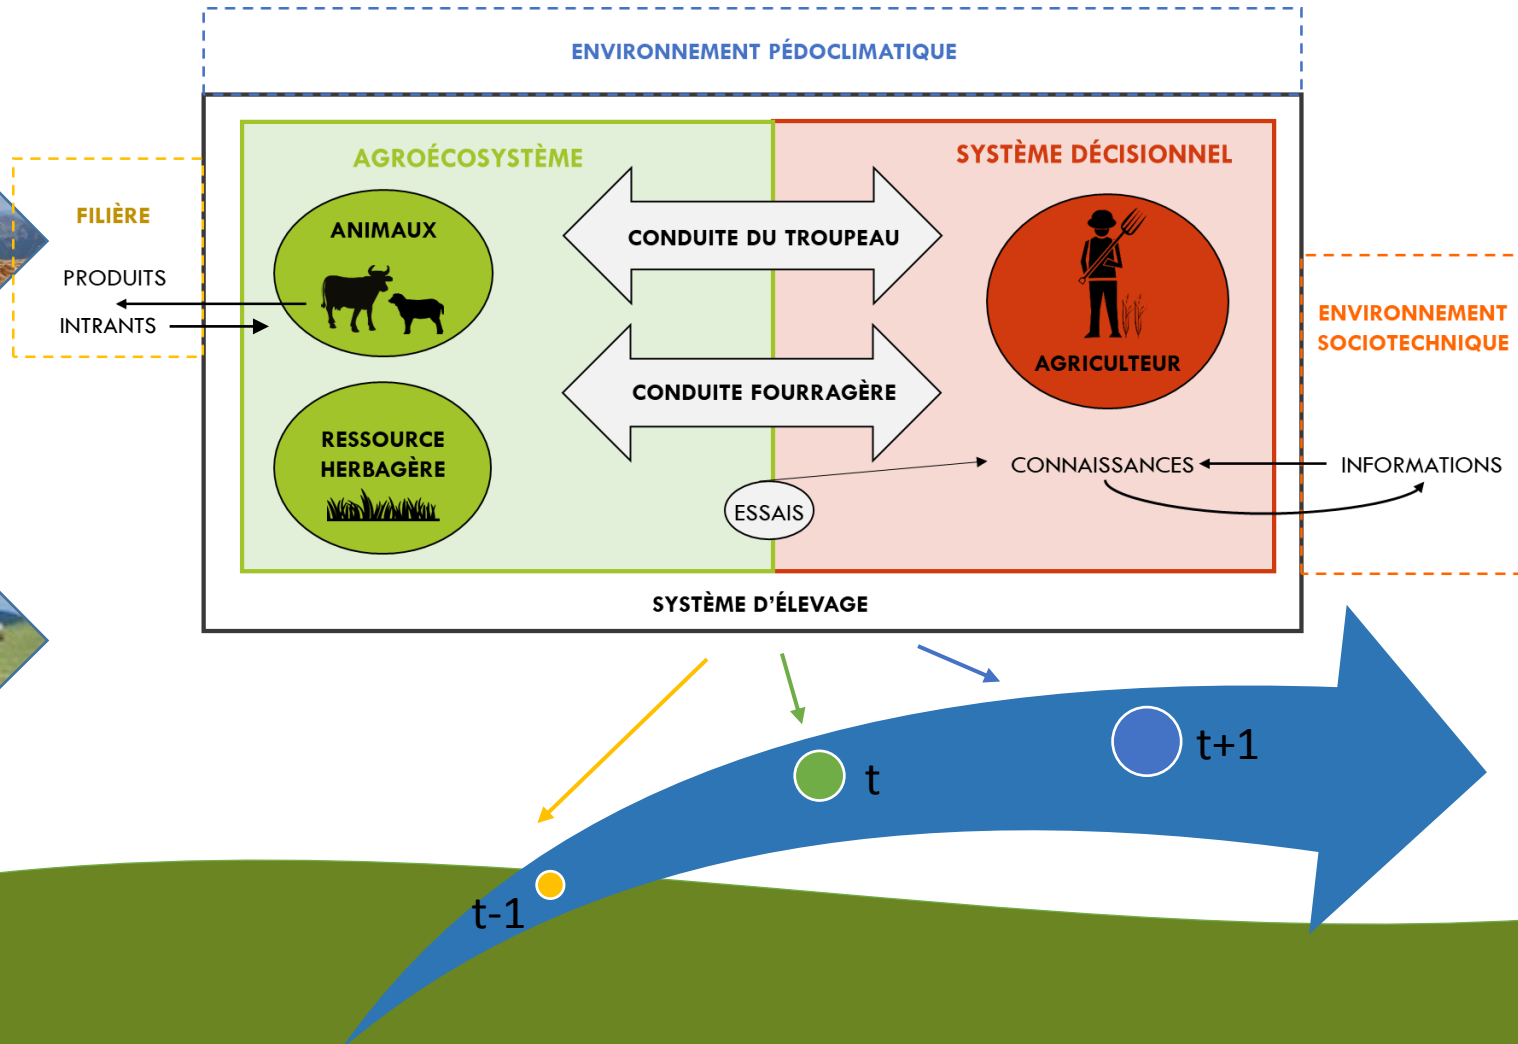 ENVIRONNEMENT PÉDOCLIMATIQUE
AGROÉCOSYSTÈME
SYSTÈME DÉCISIONNEL
FILIÈRE
PRODUITS
INTRANTS
ANIMAUX
CONDUITE DU TROUPEAU
AGRICULTEUR
ENVIRONNEMENT
SOCIOTECHNIQUE
CONDUITE FOURRAGÈRE
RESSOURCE
HERBAGÈRE
ESSAIS
CONNAISSANCES
INFORMATIONS
SYSTÈME D’ÉLEVAGE
t-1
t
t+1